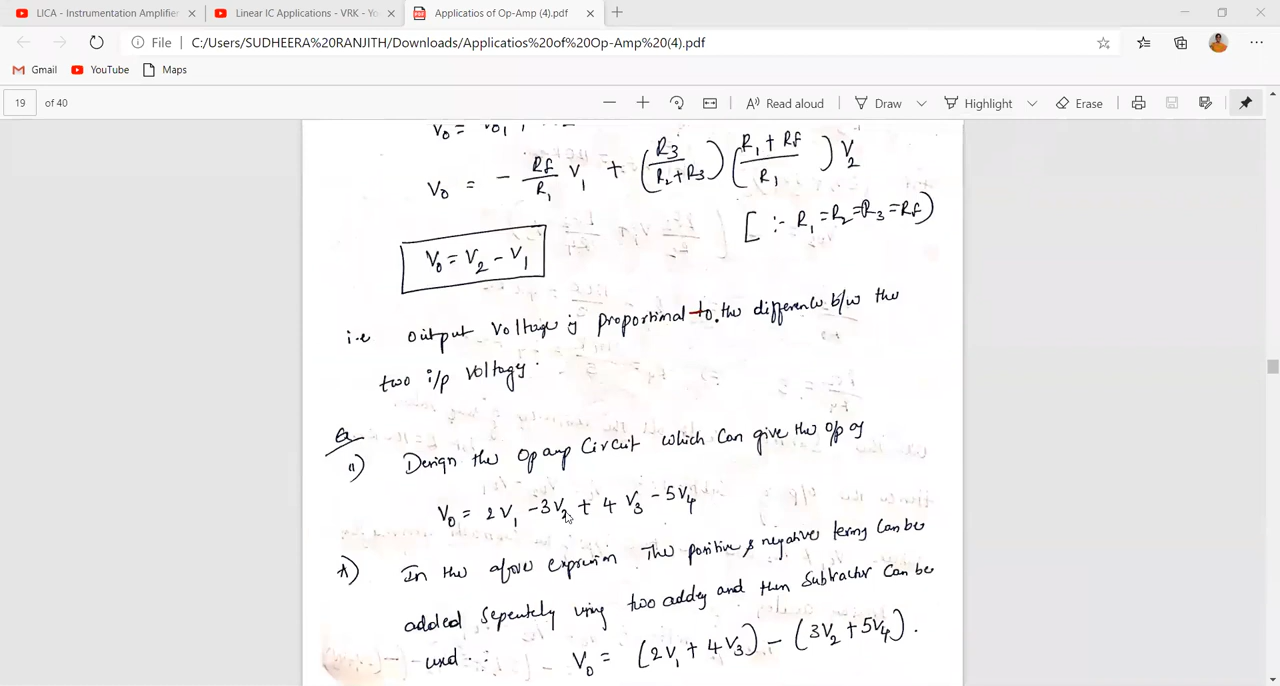 LICA - Instrumentation Amplifier
Linear IC Applications - VRK - Yo
Applicatios of Op-Amp (4).pdf
File
C:/Users/SUDHEERA%20RANJITH/Downloads/Applicatios%20of%20Op-Amp%20(4).pdf
Gmail YouTube Maps
19 of 40
Read aloud Draw Highlight Erase
V0 = V01 +
V0 = - Rf/R1 V1 + (R3/R2+R3) (R1+Rf/R1) V2
[∵ R1=R2=R3=Rf)
V0 = V2 - V1
i.e output voltage is proportional to the difference b/w the
two i/p voltages.
Ex
1) Design the op amp circuit which can give the o/p of
V0 = 2V1 - 3V2 + 4V3 - 5V4
A) In the above expression The positive & negative terms can be
added seperately using two adders and then subtractor can be
used ∴ V0 = (2V1 + 4V3) - (3V2 + 5V4).